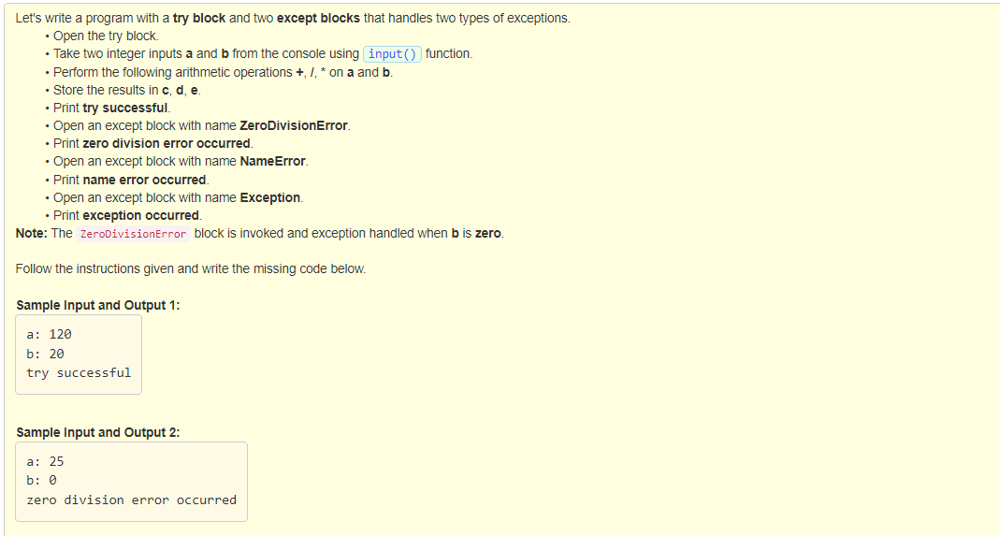 Let's write a program with a try block and two except blocks that handles two types of exceptions.
• Open the try block.
• Take two integer inputs a and b from the console using input() function.
• Perform the following arithmetic operations +, /, * on a and b.
• Store the results in c, d, e.
• Print try successful.
• Open an except block with name ZeroDivisionError.
• Print zero division error occurred.
• Open an except block with name NameError.
• Print name error occurred.
• Open an except block with name Exception.
• Print exception occurred.
Note: The ZeroDivisionError block is invoked and exception handled when b is zero.
Follow the instructions given and write the missing code below.
Sample Input and Output 1:
a: 120
b: 20
try successful
Sample Input and Output 2:
a: 25
b: 0
zero division error occurred